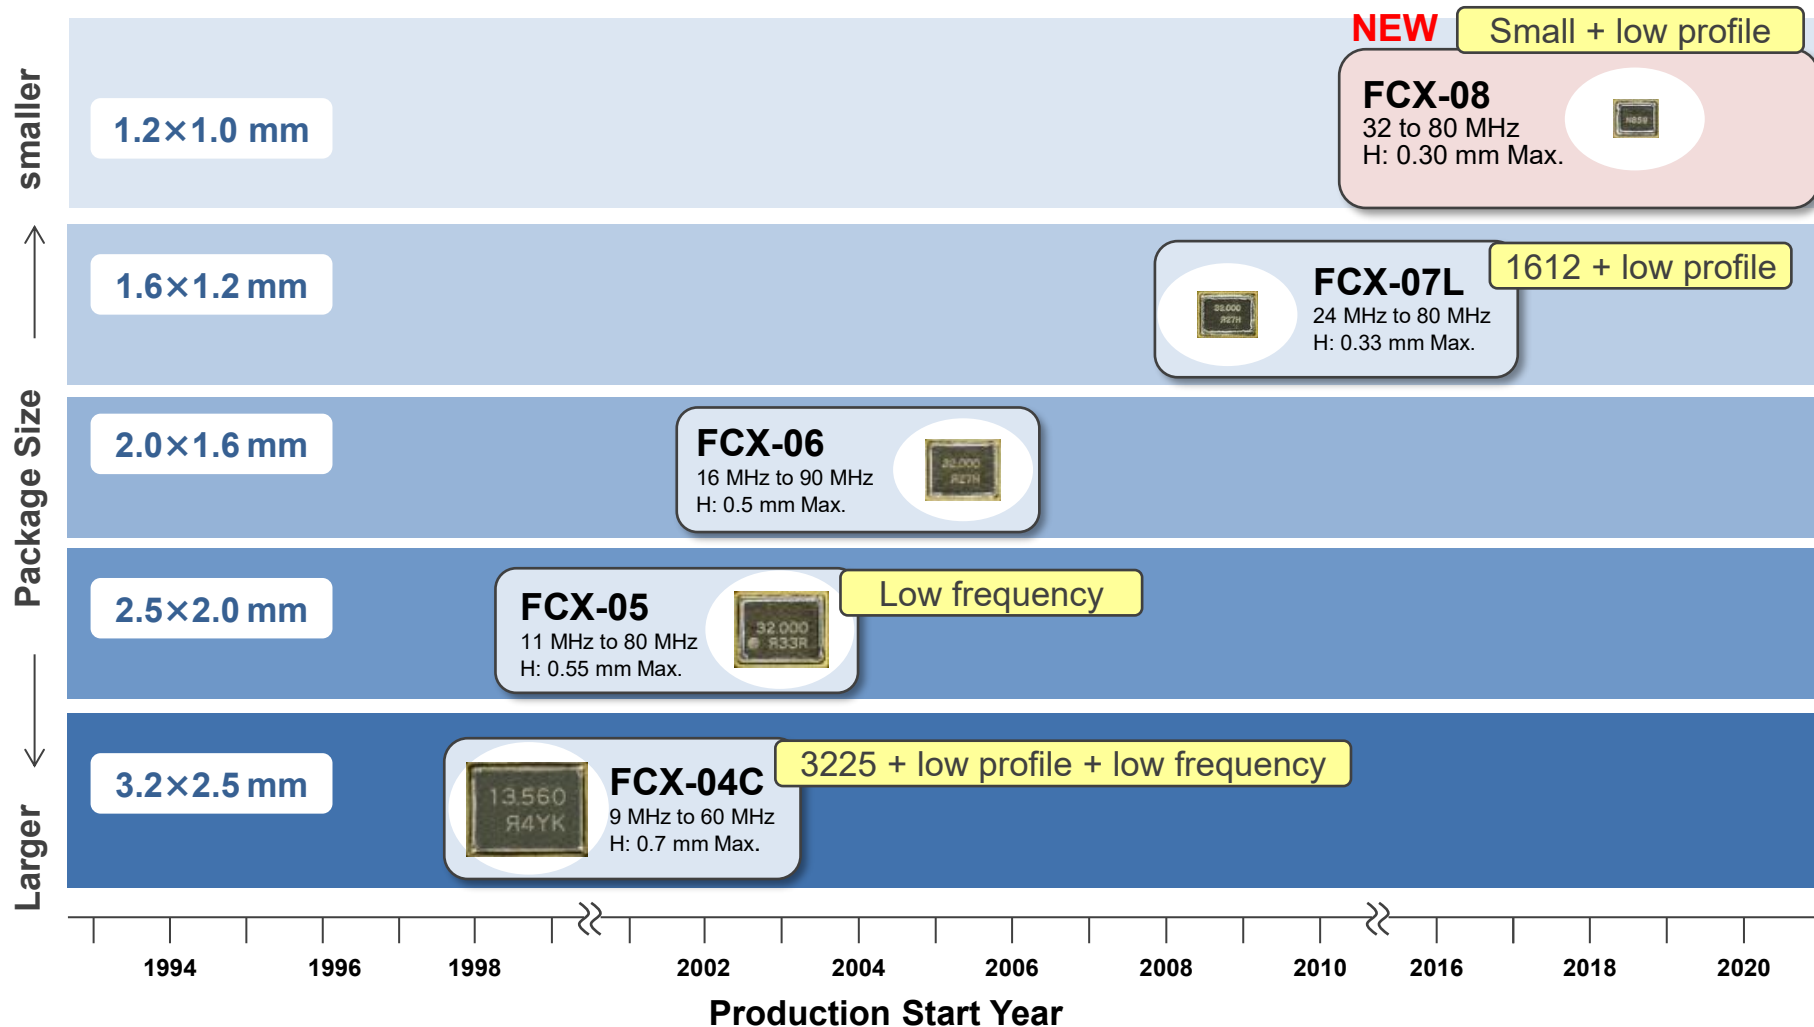 NEW
Small + low profile
FCX-08
32 to 80 MHz
H: 0.30 mm Max.
1.2×1.0 mm
smaller
1.6×1.2 mm
FCX-07L
1612 + low profile
24 MHz to 80 MHz
H: 0.33 mm Max.
32.000
R27H
Package Size
2.0×1.6 mm
FCX-06
16 MHz to 90 MHz
H: 0.5 mm Max.
32.000
R27H
2.5×2.0 mm
FCX-05
Low frequency
11 MHz to 80 MHz
H: 0.55 mm Max.
32.000
R33R
3.2×2.5 mm
FCX-04C
3225 + low profile + low frequency
9 MHz to 60 MHz
H: 0.7 mm Max.
13.560
Я4YK
Larger
1994 1996 1998 2002 2004 2006 2008 2010 2016 2018 2020
Production Start Year